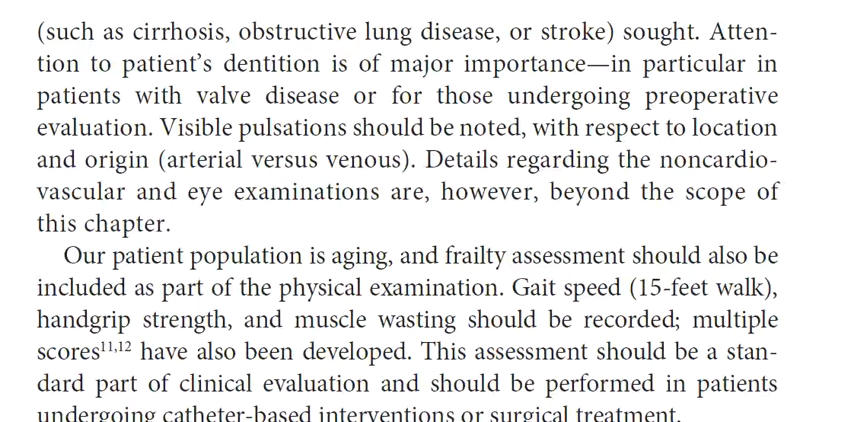 (such as cirrhosis, obstructive lung disease, or stroke) sought. Atten-
tion to patient’s dentition is of major importance—in particular in
patients with valve disease or for those undergoing preoperative
evaluation. Visible pulsations should be noted, with respect to location
and origin (arterial versus venous). Details regarding the noncardio-
vascular and eye examinations are, however, beyond the scope of
this chapter.
Our patient population is aging, and frailty assessment should also be
included as part of the physical examination. Gait speed (15-feet walk),
handgrip strength, and muscle wasting should be recorded; multiple
scores11,12 have also been developed. This assessment should be a stan-
dard part of clinical evaluation and should be performed in patients
undergoing catheter-based interventions or surgical treatment.